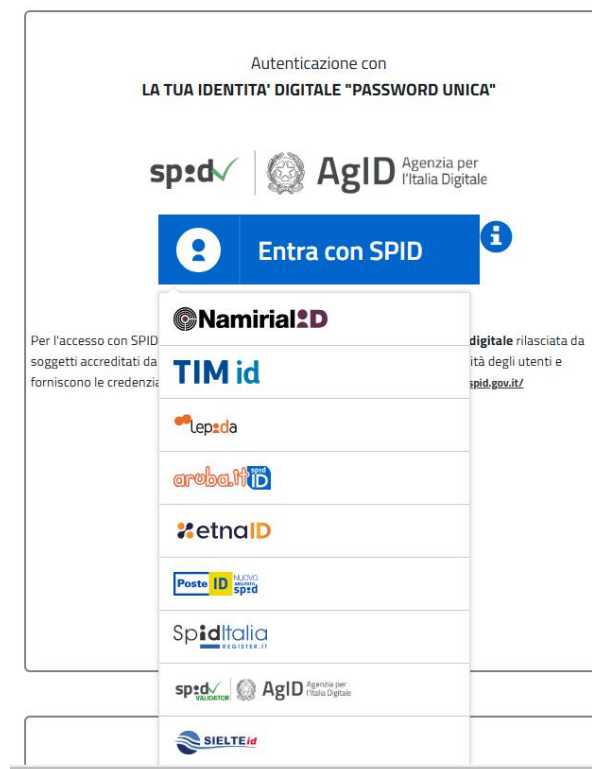 Autenticazione con
LA TUA IDENTITA' DIGITALE "PASSWORD UNICA"
spid AgID Agenzia per l'Italia Digitale
Entra con SPID
Namirial ID
Per l'accesso con SPID digitale rilasciata da
TIM id
soggetti accreditati da ità degli utenti e
forniscono le credenzia spid.gov.it/
lepida
aruba.it spid ID
etnaID
Poste ID NUOVO spid
SpidItalia
REGISTER.IT
spid VALIDATOR AgID Agenzia per l'Italia Digitale
SIELTEid